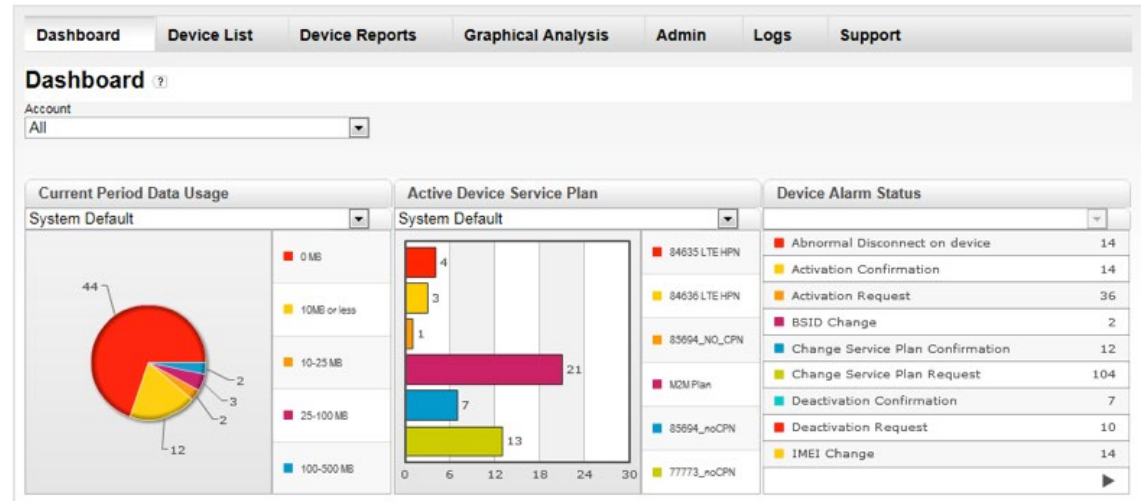 Dashboard Device List Device Reports Graphical Analysis Admin Logs Support
Dashboard ?
Account
All
Current Period Data Usage
System Default
44
2
3
2
12
0 MB
10MB or less
10-25 MB
25-100 MB
100-500 MB
Active Device Service Plan
System Default
4
3
1
21
7
13
0 6 12 18 24 30
84635 LTE HPN
84636 LTE HPN
85694_NO_CPN
M2M Plan
85694_noCPN
77773_noCPN
Device Alarm Status
Abnormal Disconnect on device 14
Activation Confirmation 14
Activation Request 36
BSID Change 2
Change Service Plan Confirmation 12
Change Service Plan Request 104
Deactivation Confirmation 7
Deactivation Request 10
IMEI Change 14